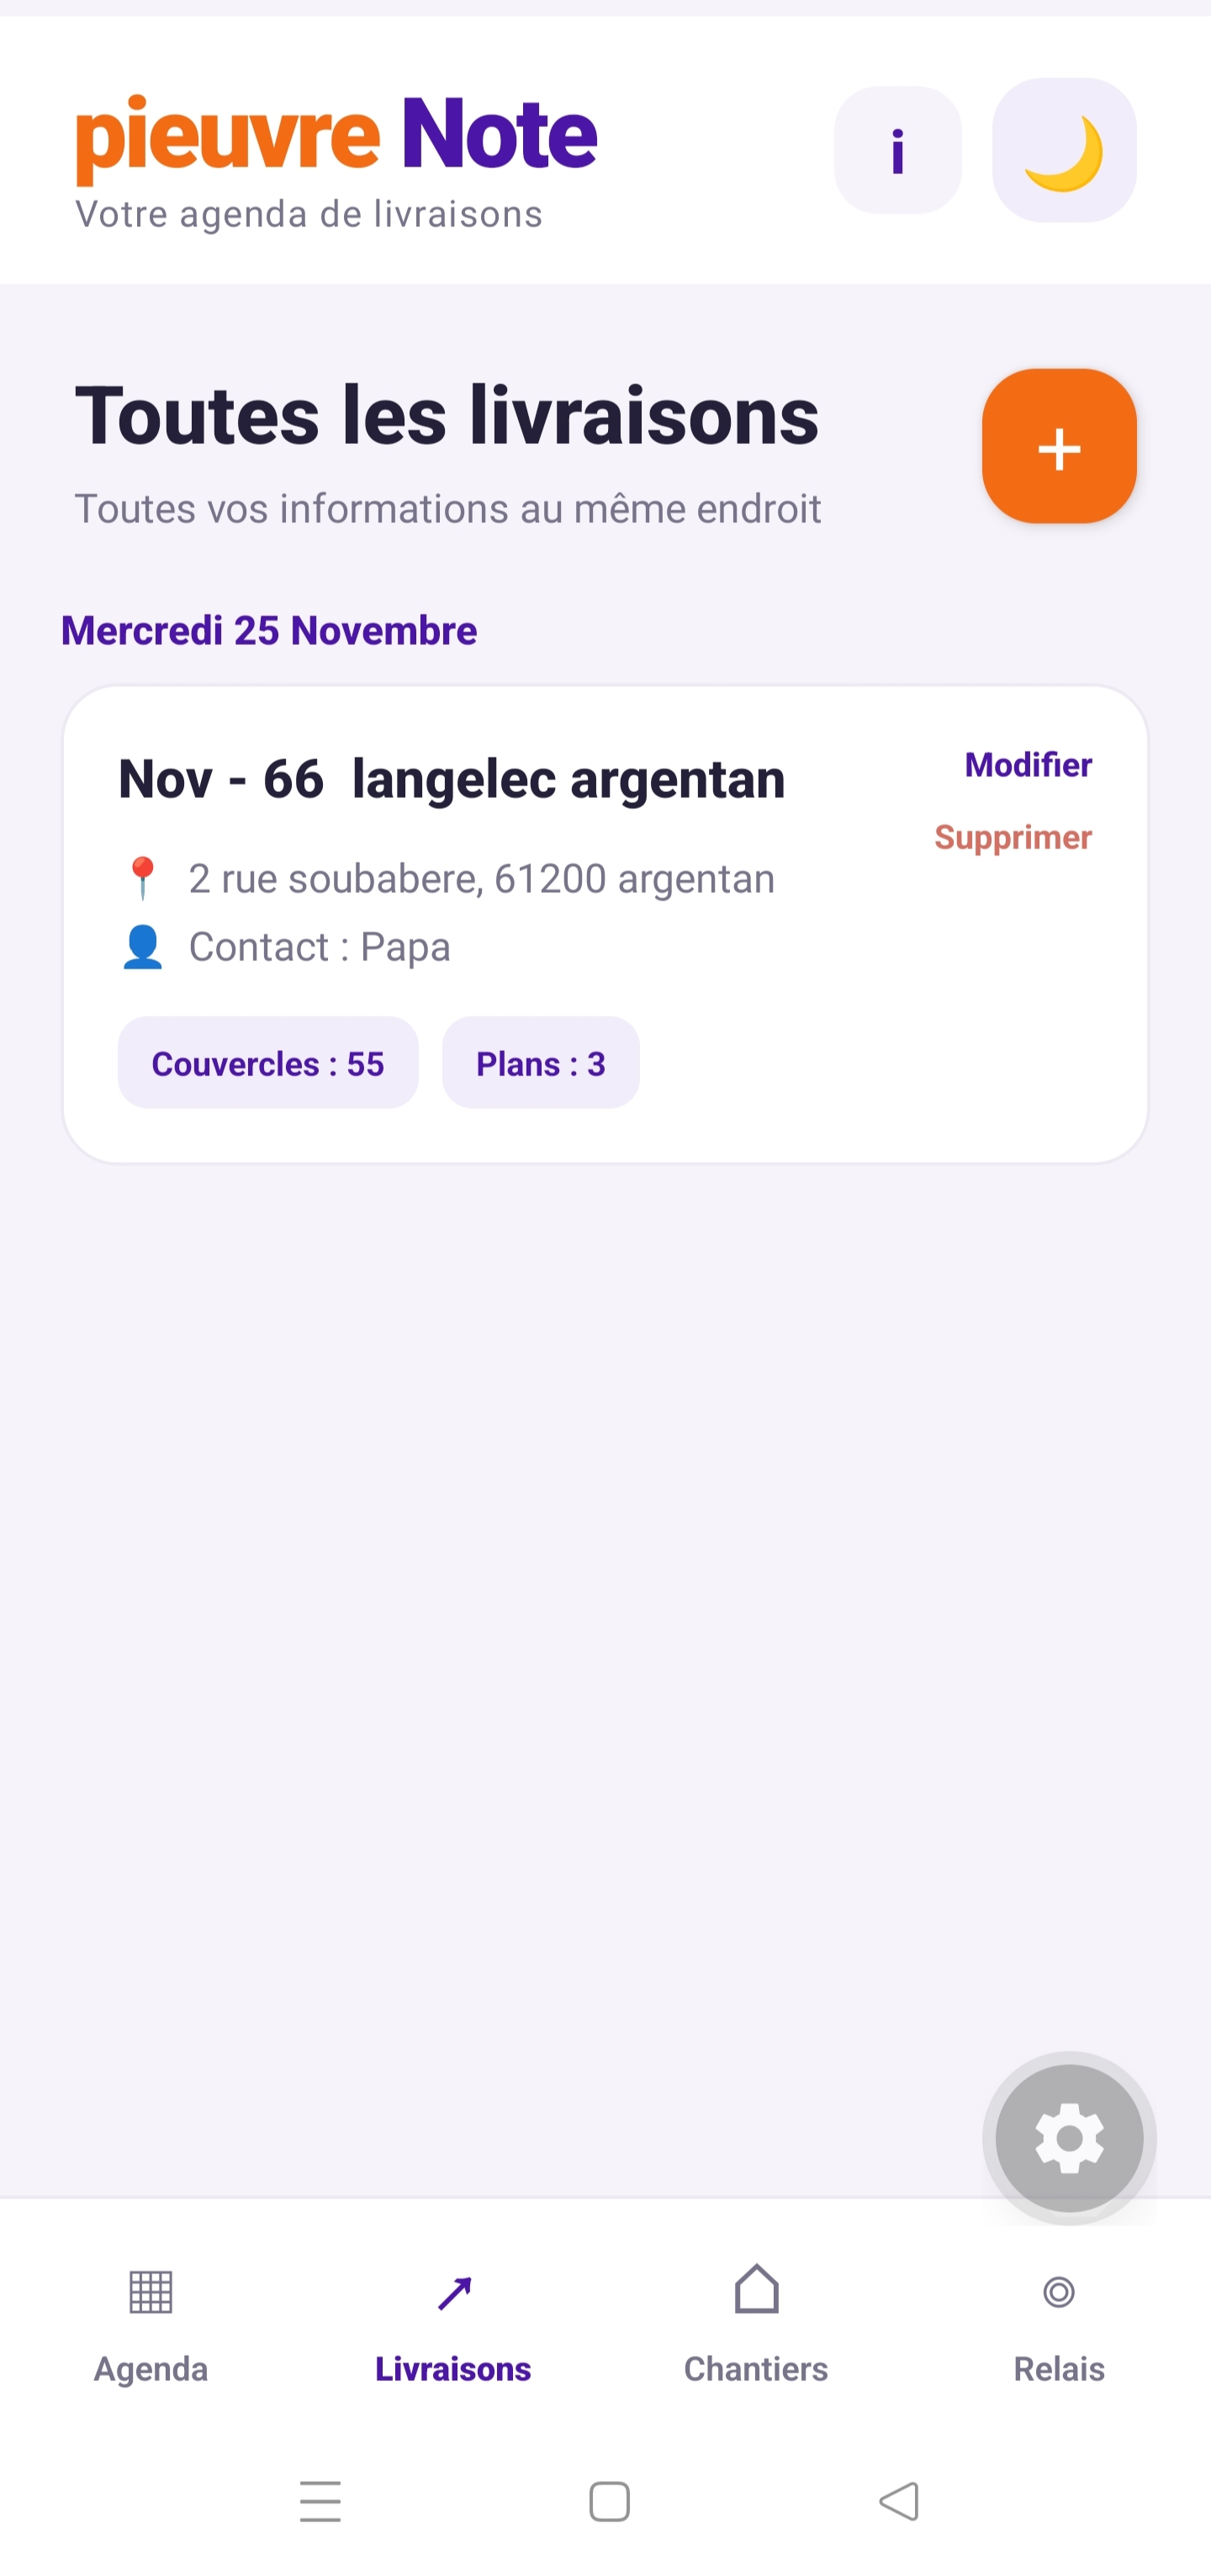 pieuvre Note
Votre agenda de livraisons
i
Toutes les livraisons
+
Toutes vos informations au même endroit
Mercredi 25 Novembre
Nov - 66  langelec argentan
Modifier
Supprimer
2 rue soubabere, 61200 argentan
Contact : Papa
Couvercles : 55
Plans : 3
Agenda
Livraisons
Chantiers
Relais